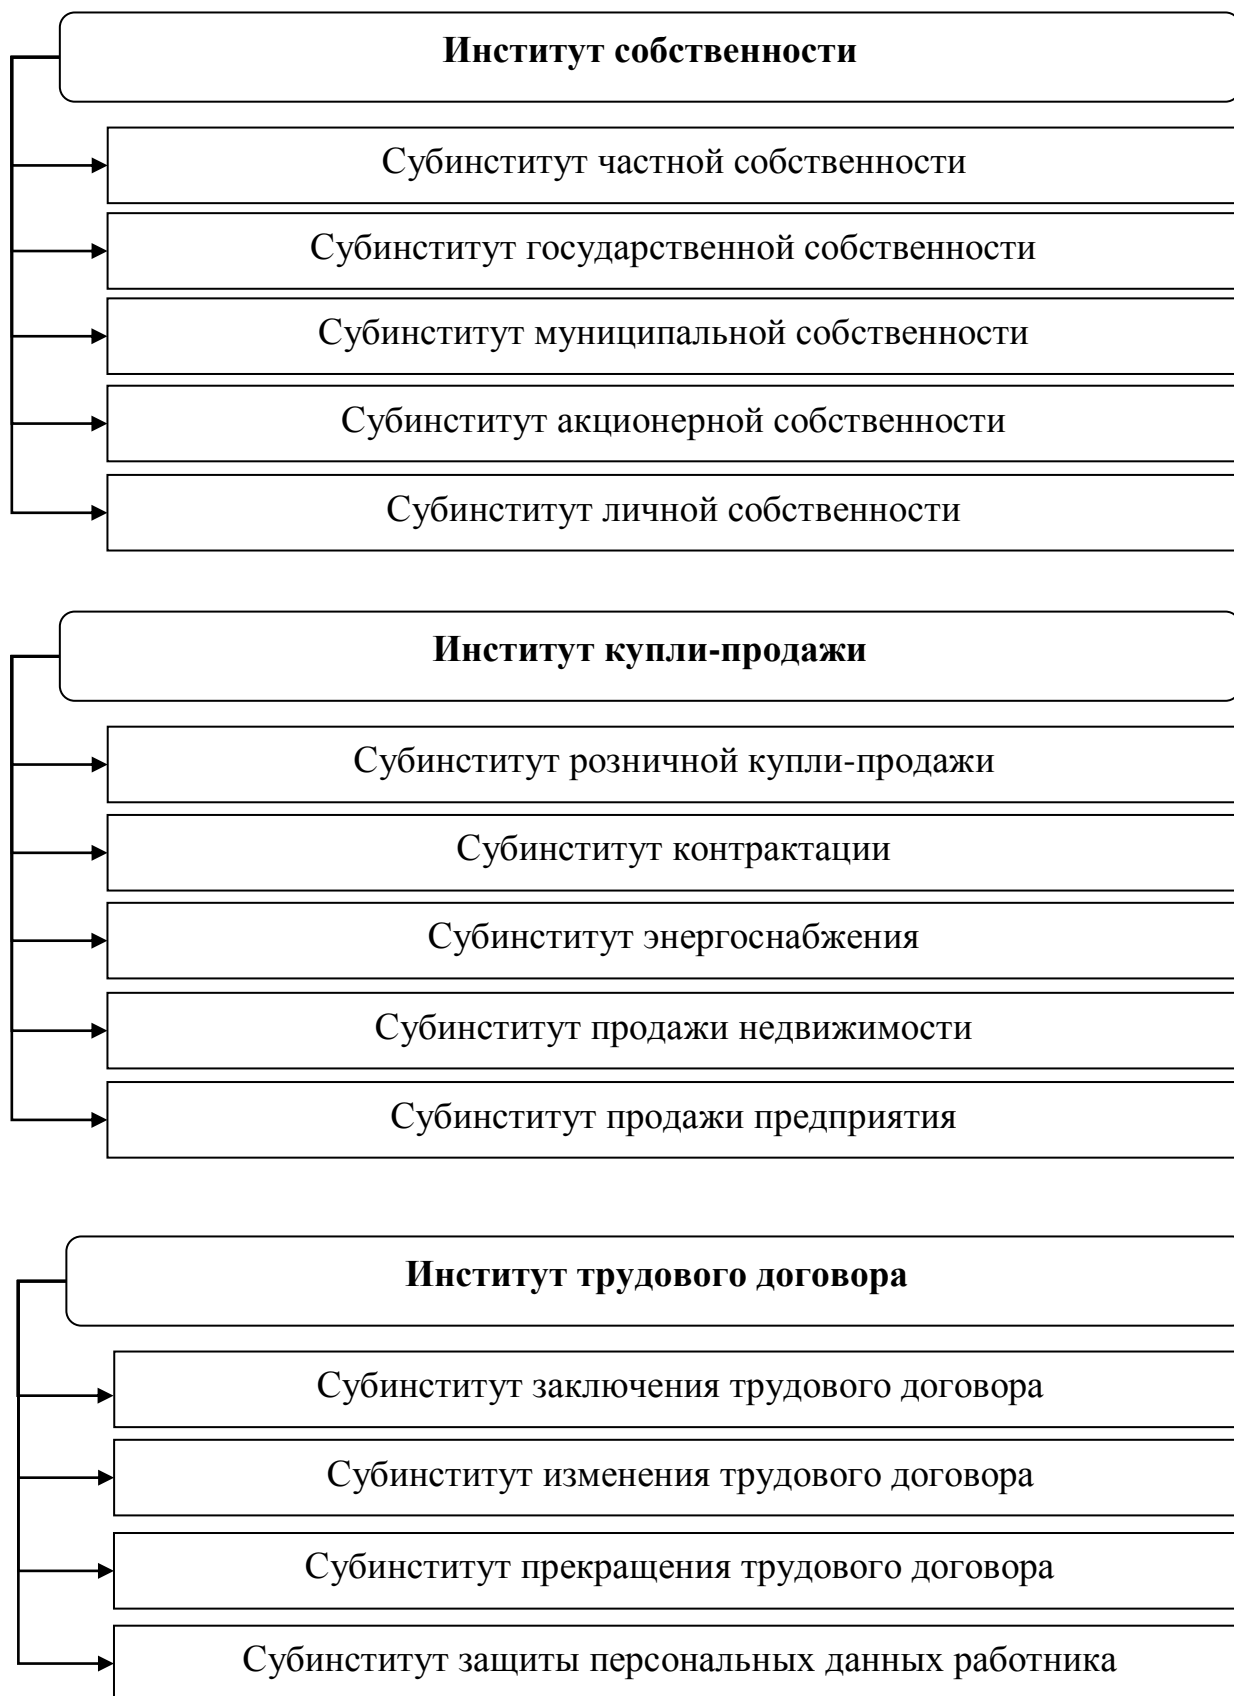 Институт собственности
Субинститут частной собственности
Субинститут государственной собственности
Субинститут муниципальной собственности
Субинститут акционерной собственности
Субинститут личной собственности
Институт купли-продажи
Субинститут розничной купли-продажи
Субинститут контрактации
Субинститут энергоснабжения
Субинститут продажи недвижимости
Субинститут продажи предприятия
Институт трудового договора
Субинститут заключения трудового договора
Субинститут изменения трудового договора
Субинститут прекращения трудового договора
Субинститут защиты персональных данных работника